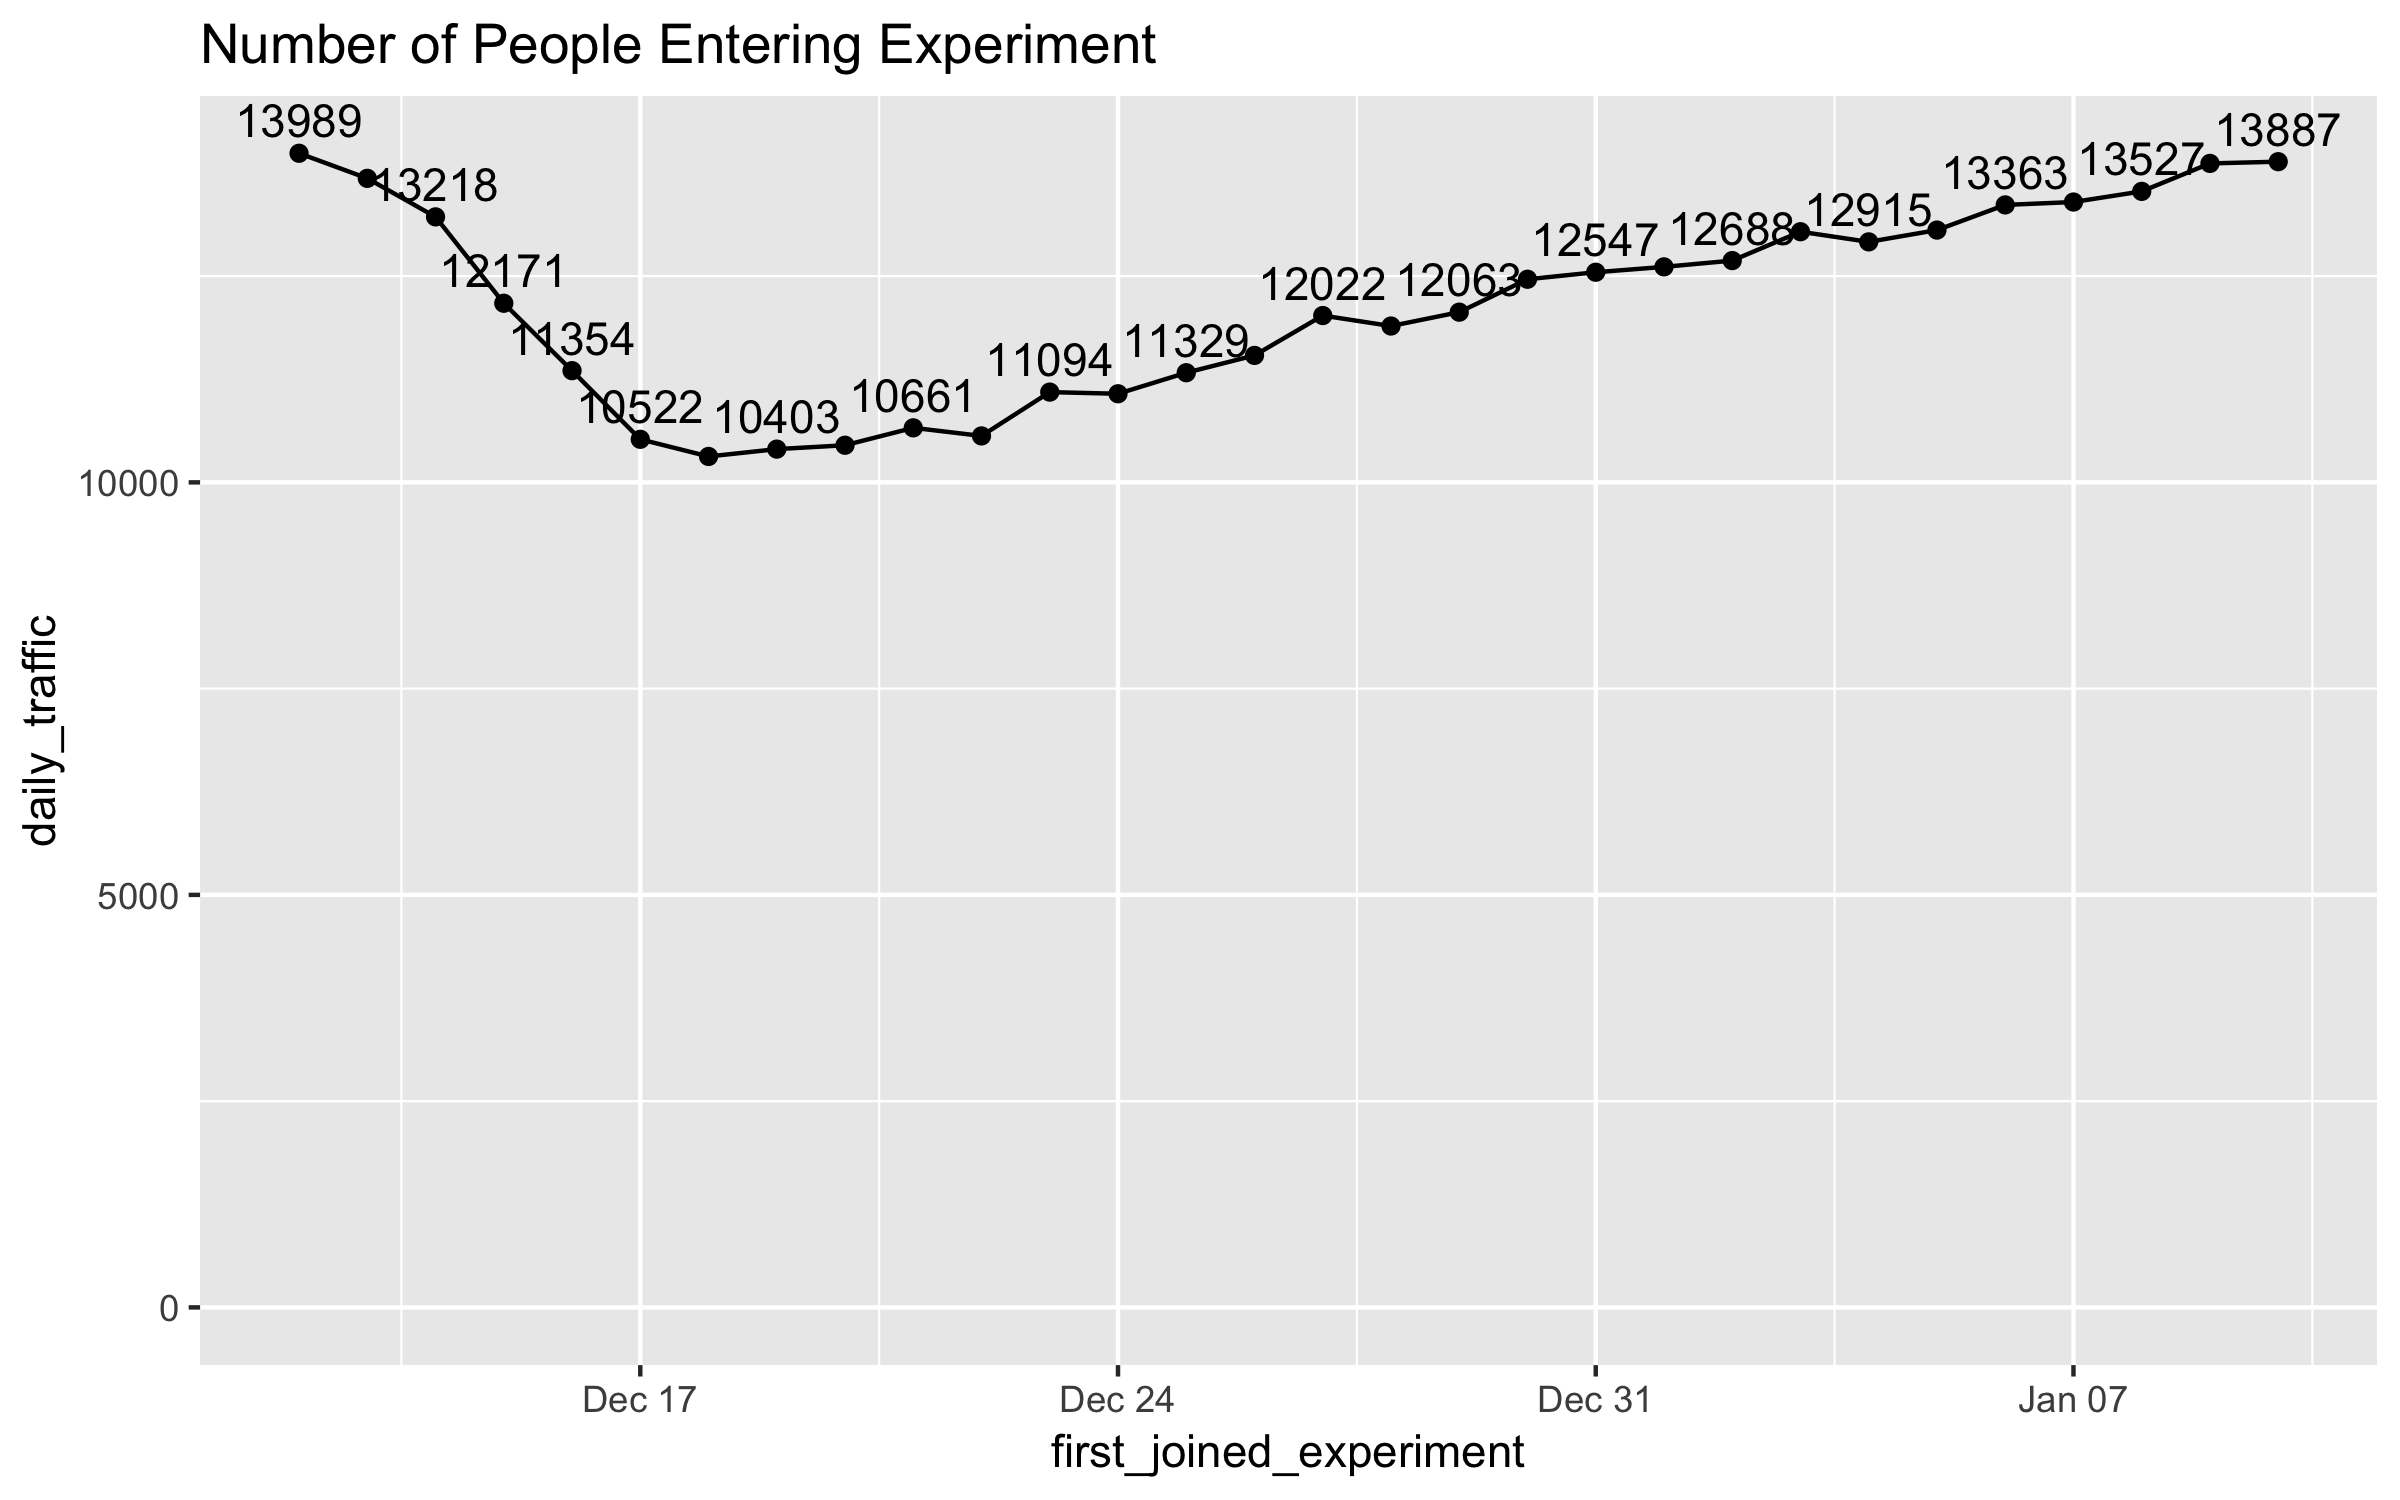 Number of People Entering Experiment
13989
13218
12171
11354
10522
10403
10661
11094
11329
12022
12063
12547
12688
12915
13363
13527
13887
10000
5000
0
daily_traffic
Dec 17
Dec 24
Dec 31
Jan 07
first_joined_experiment